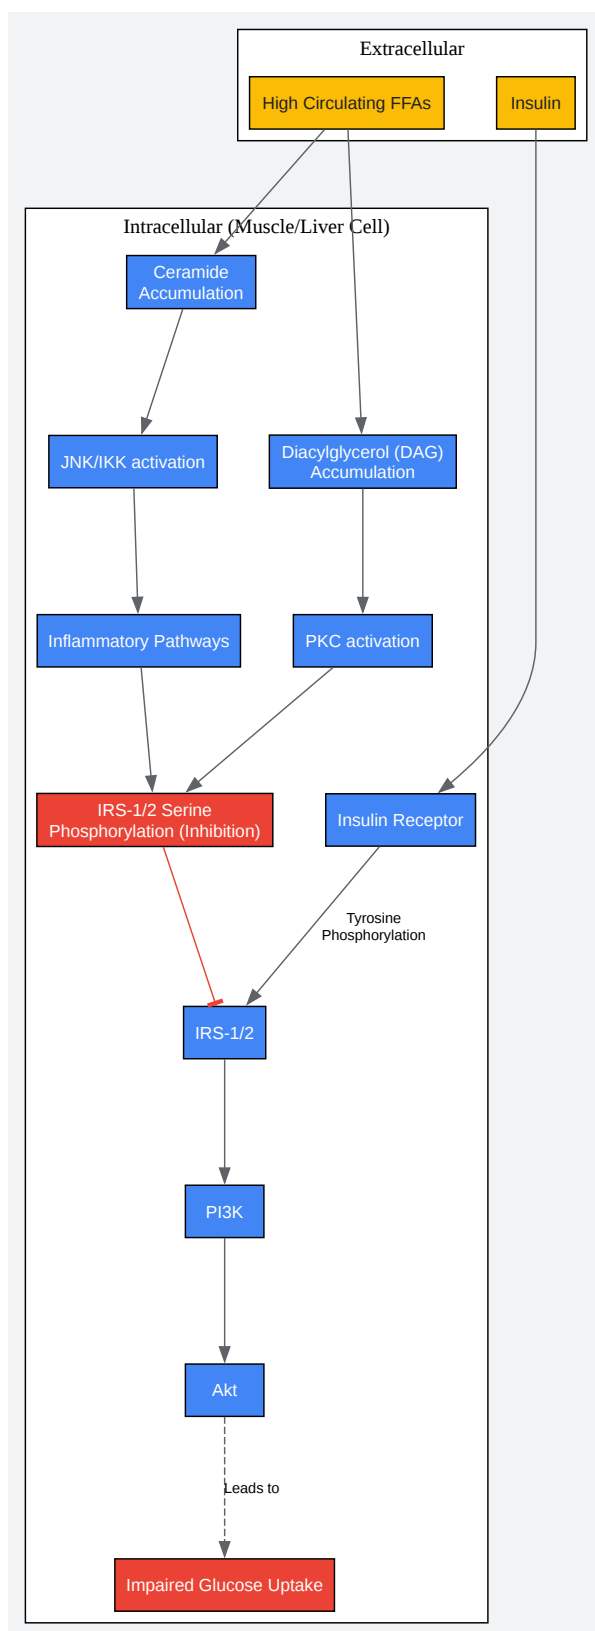 Extracellular
High Circulating FFAs
Insulin
Intracellular (Muscle/Liver Cell)
Ceramide
Accumulation
JNK/IKK activation
Diacylglycerol (DAG)
Accumulation
Inflammatory Pathways
PKC activation
IRS-1/2 Serine
Phosphorylation (Inhibition)
Insulin Receptor
Tyrosine
Phosphorylation
IRS-1/2
PI3K
Akt
Leads to
Impaired Glucose Uptake